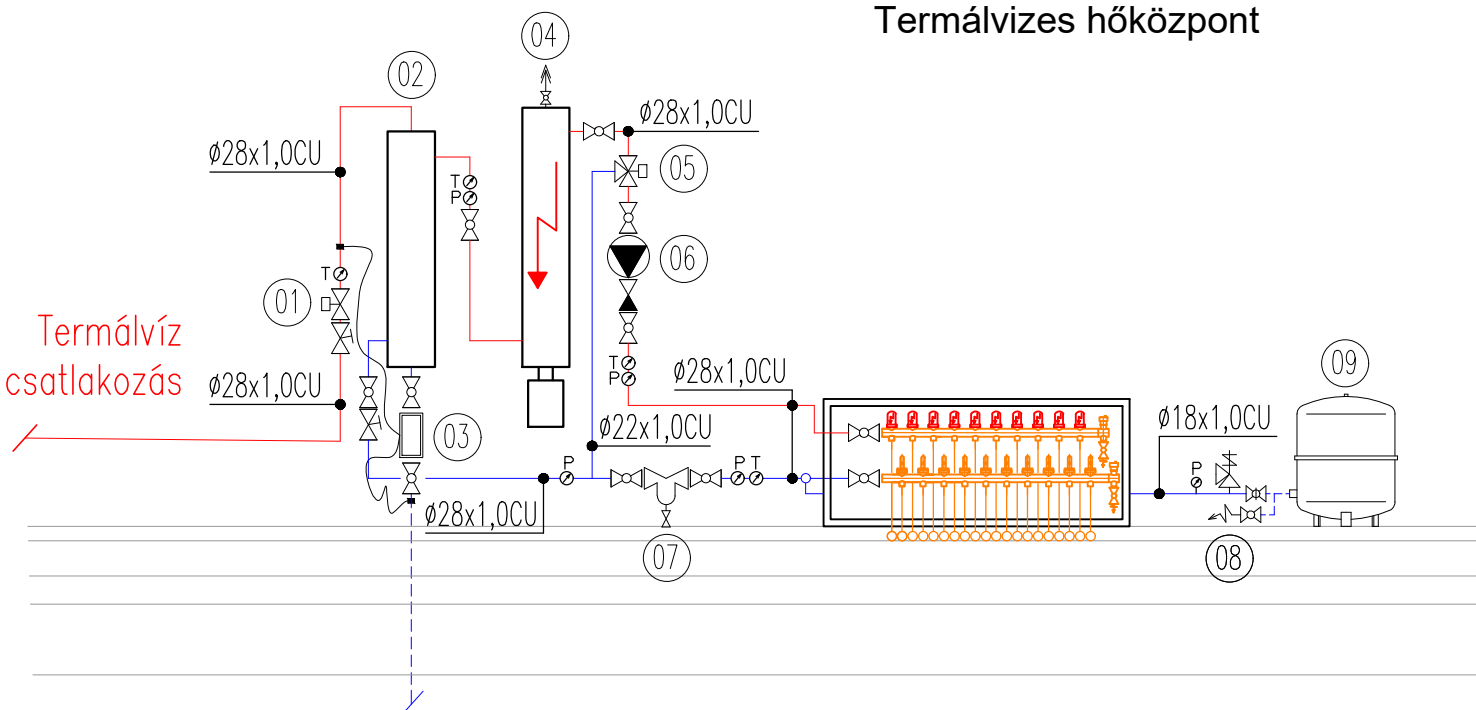 Termálvizes hőközpont
04
02
ø28x1,0CU
ø28x1,0CU
05
T
P
06
T
01
Termálvíz
csatlakozás
T
P
ø28x1,0CU
ø28x1,0CU
09
03
ø22x1,0CU
ø18x1,0CU
P
P T
P
ø28x1,0CU
07
08